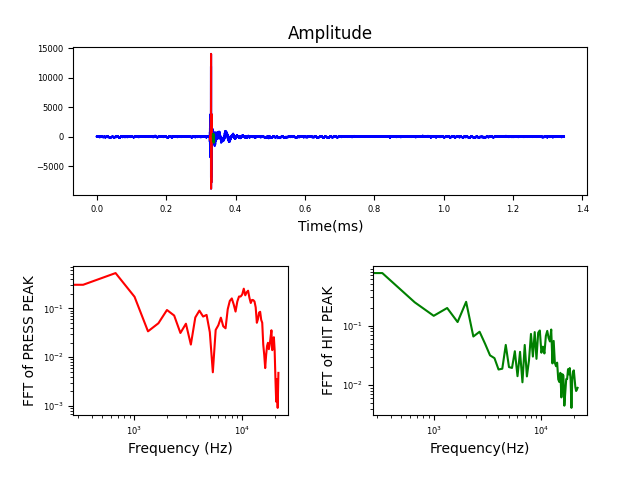 Amplitude
15000
10000
5000
0
−5000
0.0 0.2 0.4 0.6 0.8 1.0 1.2 1.4
Time(ms)
FFT of PRESS PEAK
10⁻¹
10⁻²
10⁻³
10³ 10⁴
Frequency (Hz)
FFT of HIT PEAK
10⁻¹
10⁻²
10³ 10⁴
Frequency(Hz)